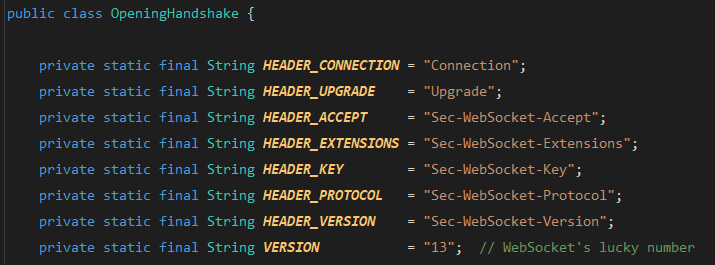 public class OpeningHandshake {
private static final String HEADER_CONNECTION = "Connection";
private static final String HEADER_UPGRADE    = "Upgrade";
private static final String HEADER_ACCEPT     = "Sec-WebSocket-Accept";
private static final String HEADER_EXTENSIONS = "Sec-WebSocket-Extensions";
private static final String HEADER_KEY        = "Sec-WebSocket-Key";
private static final String HEADER_PROTOCOL   = "Sec-WebSocket-Protocol";
private static final String HEADER_VERSION    = "Sec-WebSocket-Version";
private static final String VERSION           = "13";  // WebSocket's lucky number